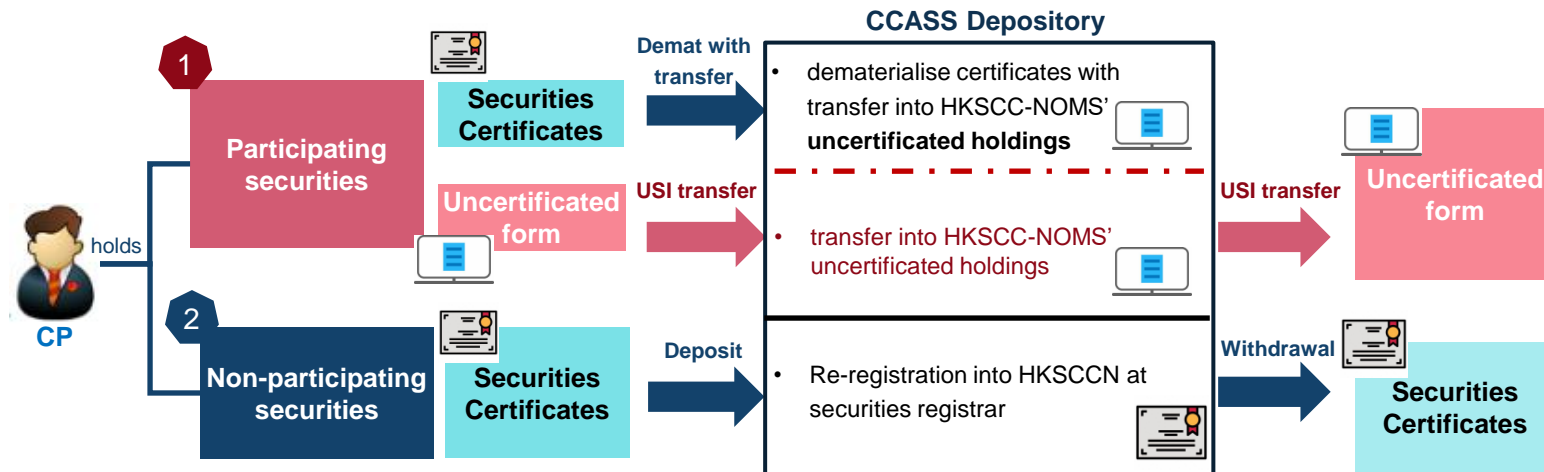 CCASS Depository
1
Participating
securities
Securities
Certificates
Demat with
transfer
• dematerialise certificates with
transfer into HKSCC-NOMS’
uncertificated holdings
Uncertificated
form
USI transfer
• transfer into HKSCC-NOMS’
uncertificated holdings
USI transfer
Uncertificated
form
holds
CP
2
Non-participating
securities
Securities
Certificates
Deposit
• Re-registration into HKSCCN at
securities registrar
Withdrawal
Securities
Certificates